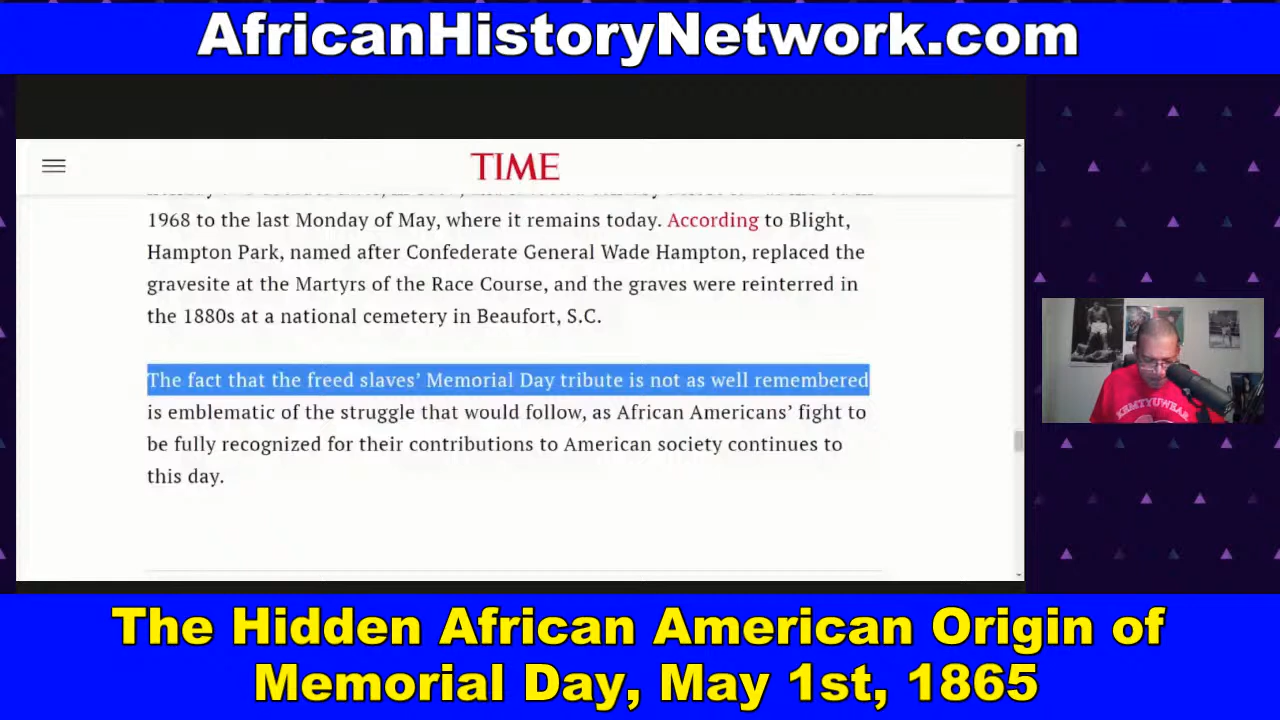 AfricanHistoryNetwork.com
TIME
1968 to the last Monday of May, where it remains today. According to Blight,
Hampton Park, named after Confederate General Wade Hampton, replaced the
gravesite at the Martyrs of the Race Course, and the graves were reinterred in
the 1880s at a national cemetery in Beaufort, S.C.
The fact that the freed slaves’ Memorial Day tribute is not as well remembered
is emblematic of the struggle that would follow, as African Americans’ fight to
be fully recognized for their contributions to American society continues to
this day.
KEMTYUWEAR
The Hidden African American Origin of
Memorial Day, May 1st, 1865